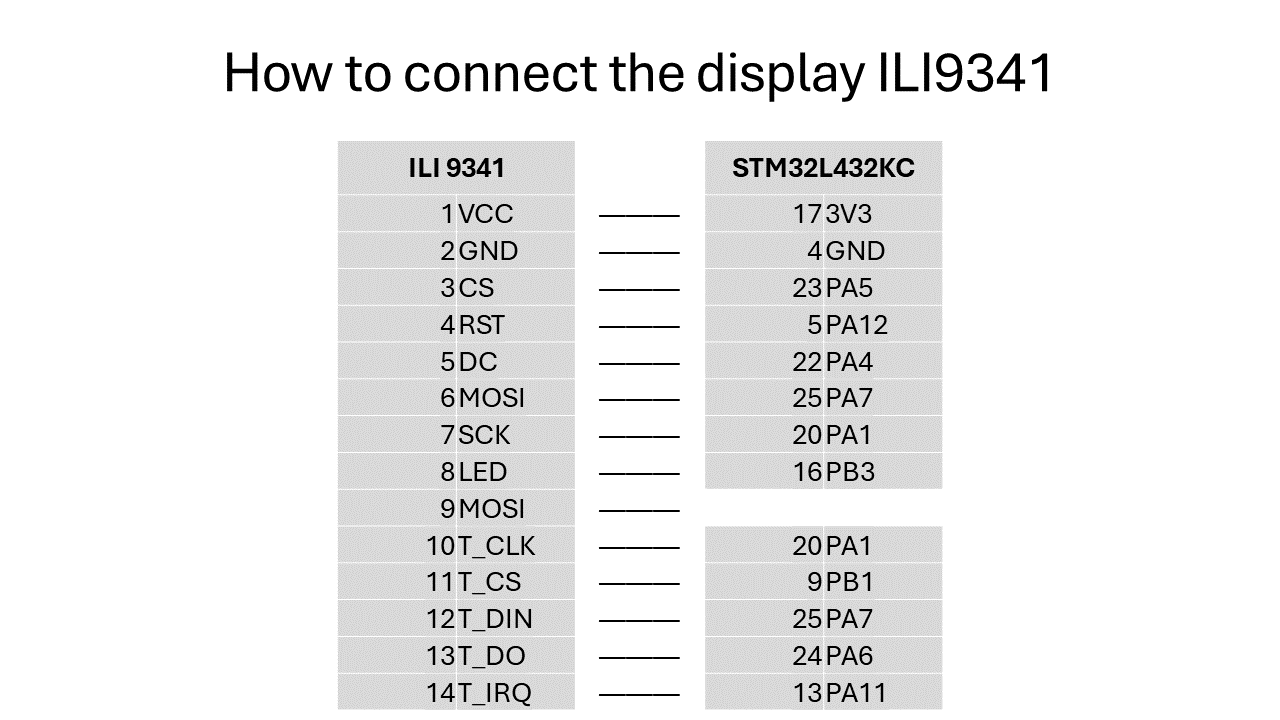 How to connect the display ILI9341
ILI 9341 STM32L432KC
1 VCC ——— 17 3V3
2 GND ——— 4 GND
3 CS ——— 23 PA5
4 RST ——— 5 PA12
5 DC ——— 22 PA4
6 MOSI ——— 25 PA7
7 SCK ——— 20 PA1
8 LED ——— 16 PB3
9 MOSI ———
10 T_CLK ——— 20 PA1
11 T_CS ——— 9 PB1
12 T_DIN ——— 25 PA7
13 T_DO ——— 24 PA6
14 T_IRQ ——— 13 PA11